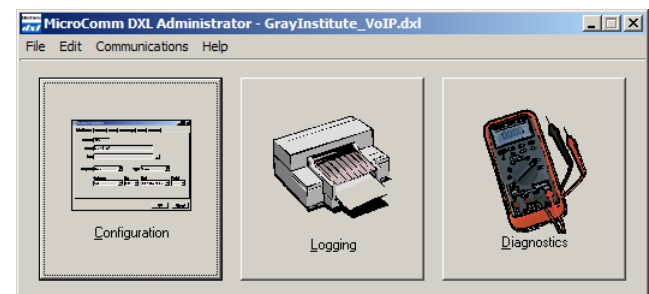 MicroComm DXL Administrator - GrayInstitute_VoIP.dxl
File Edit Communications Help
Configuration
Logging
Diagnostics